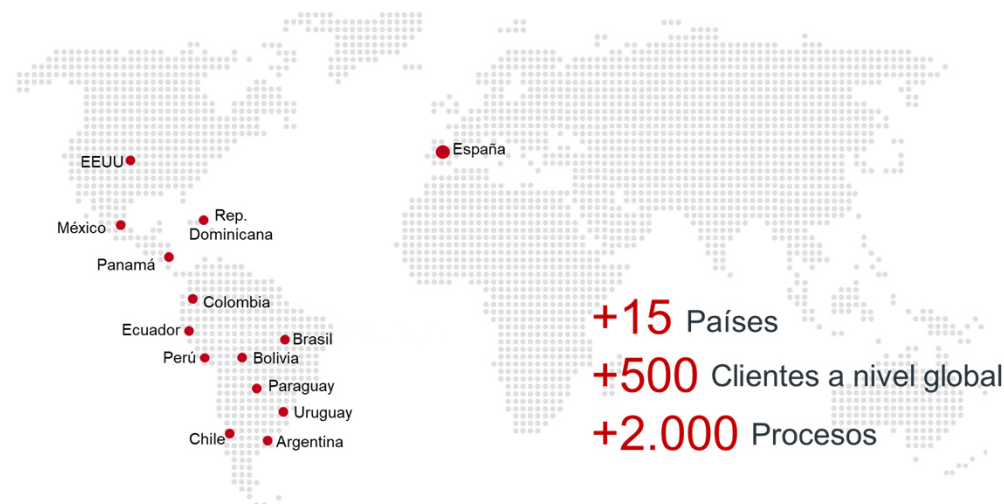 EEUU
España
México
Rep.
Dominicana
Panamá
Colombia
Ecuador
Brasil
Perú
Bolivia
Paraguay
Uruguay
Chile
Argentina
+15 Países
+500 Clientes a nivel global
+2.000 Procesos